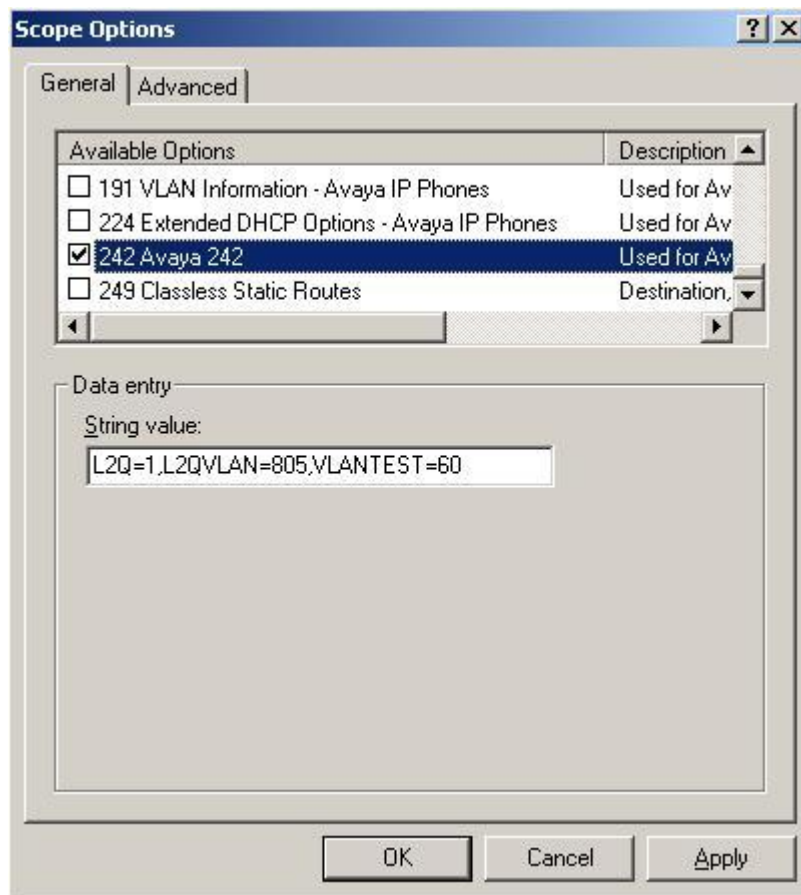 Scope Options
General Advanced
Available Options Description
191 VLAN Information - Avaya IP Phones Used for Av
224 Extended DHCP Options - Avaya IP Phones Used for Av
242 Avaya 242 Used for Av
249 Classless Static Routes Destination,
Data entry
String value:
L2Q=1,L2QVLAN=805,VLANTEST=60
OK Cancel Apply